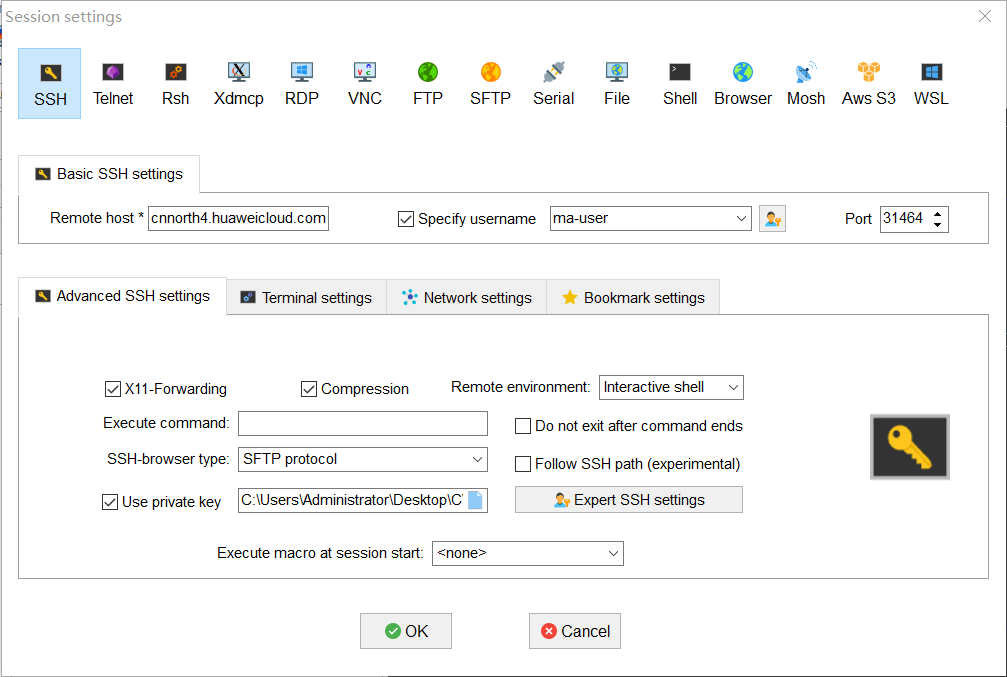 Session settings
SSH Telnet Rsh Xdmcp RDP VNC FTP SFTP Serial File Shell Browser Mosh Aws S3 WSL
Basic SSH settings
Remote host * cnnorth4.huaweicloud.com Specify username ma-user Port 31464
Advanced SSH settings Terminal settings Network settings Bookmark settings
X11-Forwarding Compression Remote environment: Interactive shell
Execute command: Do not exit after command ends
SSH-browser type: SFTP protocol Follow SSH path (experimental)
Use private key C:\Users\Administrator\Desktop\C Expert SSH settings
Execute macro at session start: <none>
OK Cancel